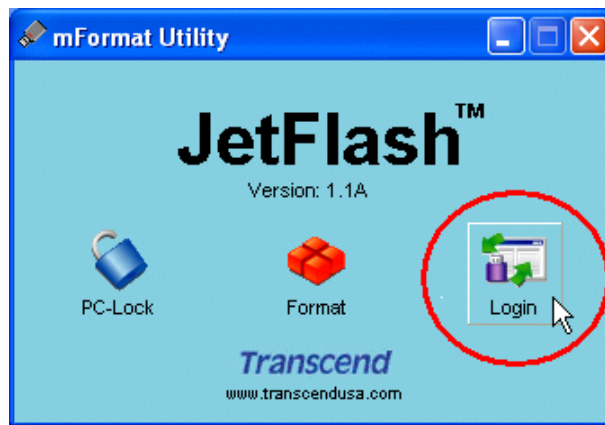 mFormat Utility
JetFlash™
Version: 1.1A
PC-Lock Format Login
Transcend
www.transcendusa.com